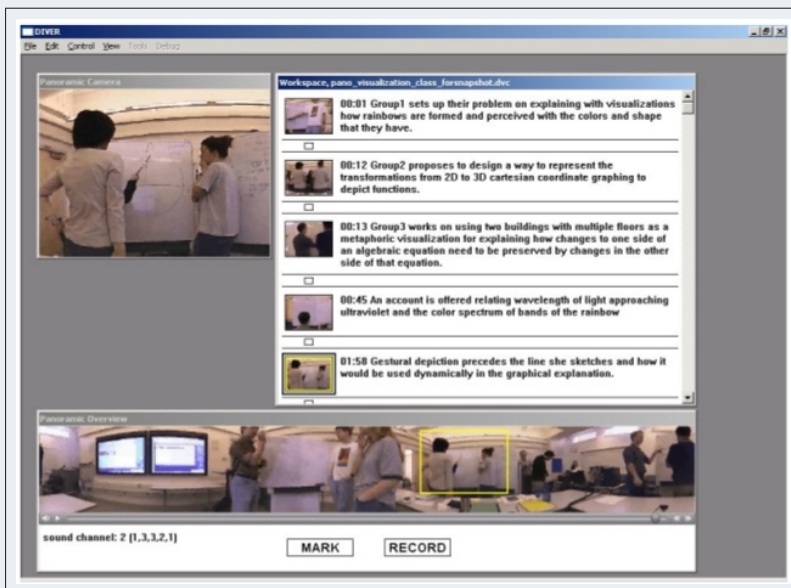 DIVER
File Edit Control View Tools Debug
Panoramic Camera
Workspace, pano_visualization_class_forsnapshot.dvc
00:01 Group1 sets up their problem on explaining with visualizations
how rainbows are formed and perceived with the colors and shape
that they have.
00:12 Group2 proposes to design a way to represent the
transformations from 2D to 3D cartesian coordinate graphing to
depict functions.
00:13 Group3 works on using two buildings with multiple floors as a
metaphoric visualization for explaining how changes to one side of
an algebraic equation need to be preserved by changes in the other
side of that equation.
00:45 An account is offered relating wavelength of light approaching
ultraviolet and the color spectrum of bands of the rainbow
01:58 Gestural depiction precedes the line she sketches and how it
would be used dynamically in the graphical explanation.
Panoramic Overview
sound channel: 2 (1,3,3,2,1)
MARK RECORD